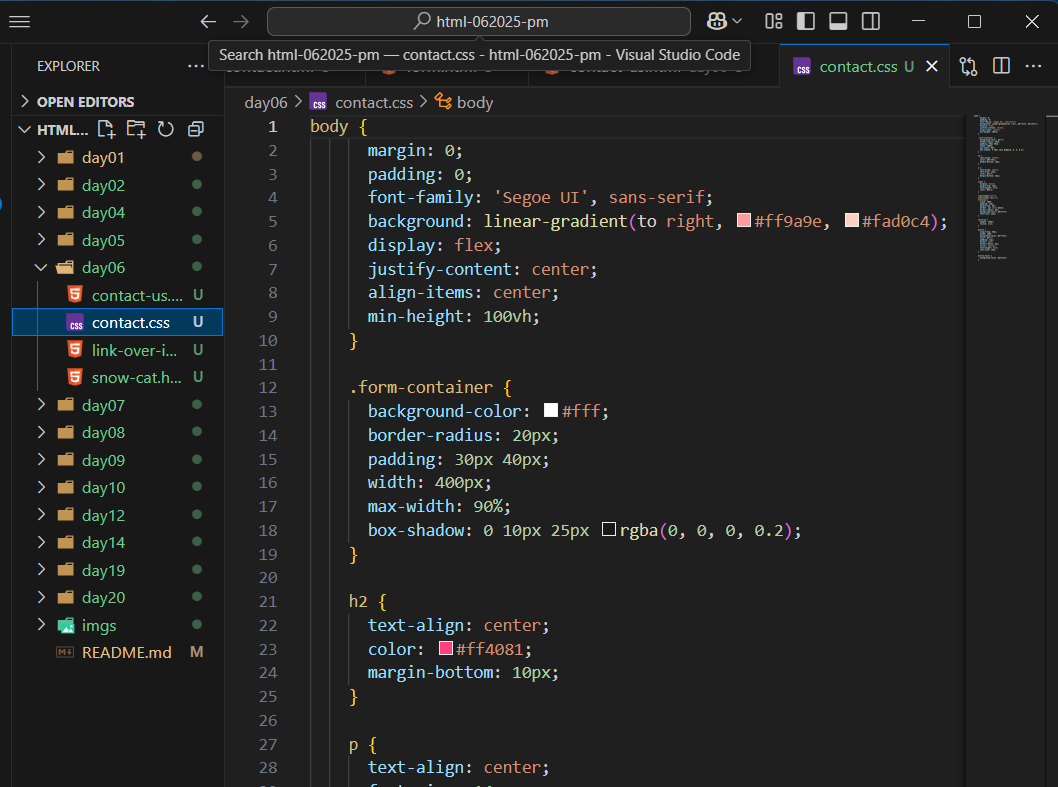 html-062025-pm
EXPLORER
Search html-062025-pm — contact.css - html-062025-pm - Visual Studio Code
contact.css U
OPEN EDITORS
HTML...
day01
day02
day04
day05
day06
contact-us.... U
contact.css U
link-over-i... U
snow-cat.h... U
day07
day08
day09
day10
day12
day14
day19
day20
imgs
README.md M
day06 > contact.css > body
1 body {
2 margin: 0;
3 padding: 0;
4 font-family: 'Segoe UI', sans-serif;
5 background: linear-gradient(to right, #ff9a9e, #fad0c4);
6 display: flex;
7 justify-content: center;
8 align-items: center;
9 min-height: 100vh;
10 }
11
12 .form-container {
13 background-color: #fff;
14 border-radius: 20px;
15 padding: 30px 40px;
16 width: 400px;
17 max-width: 90%;
18 box-shadow: 0 10px 25px rgba(0, 0, 0, 0.2);
19 }
20
21 h2 {
22 text-align: center;
23 color: #ff4081;
24 margin-bottom: 10px;
25 }
26
27 p {
28 text-align: center;